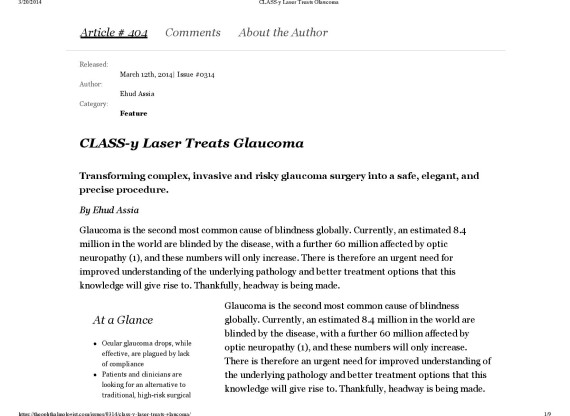 3/20/2014
CLASS-y Laser Treats Glaucoma
Article # 404 Comments About the Author
Released:
March 12th, 2014| Issue #0314
Author:
Ehud Assia
Category:
Feature
CLASS-y Laser Treats Glaucoma
Transforming complex, invasive and risky glaucoma surgery into a safe, elegant, and
precise procedure.
By Ehud Assia
Glaucoma is the second most common cause of blindness globally. Currently, an estimated 8.4
million in the world are blinded by the disease, with a further 60 million affected by optic
neuropathy (1), and these numbers will only increase. There is therefore an urgent need for
improved understanding of the underlying pathology and better treatment options that this
knowledge will give rise to. Thankfully, headway is being made.
At a Glance
• Ocular glaucoma drops, while
effective, are plagued by lack
of compliance
• Patients and clinicians are
looking for an alternative to
traditional, high-risk surgical
Glaucoma is the second most common cause of blindness
globally. Currently, an estimated 8.4 million in the world are
blinded by the disease, with a further 60 million affected by
optic neuropathy (1), and these numbers will only increase.
There is therefore an urgent need for improved understanding of
the underlying pathology and better treatment options that this
knowledge will give rise to. Thankfully, headway is being made.
https://theophthalmologist.com/issues/0314/class-y-laser-treats-glaucoma/
1/9